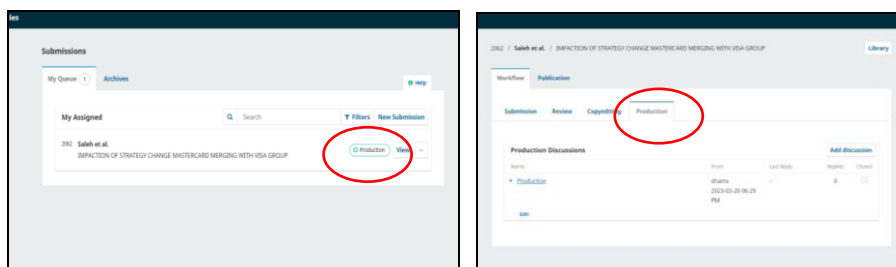 ies
Submissions
My Queue 1 Archives
Help
My Assigned Search Filters New Submission
2062 Saleh et al. Production View
IMPACTION OF STRATEGY CHANGE MASTERCARD MERGING WITH VISA GROUP
2062 / Saleh et al. / IMPACTION OF STRATEGY CHANGE MASTERCARD MERGING WITH VISA GROUP Library
Workflow Publication
Submission Review Copyediting Production
Production Discussions Add discussion
Name From Last Reply Replies Closed
Production shams - 0
2023-03-20 06:29
PM